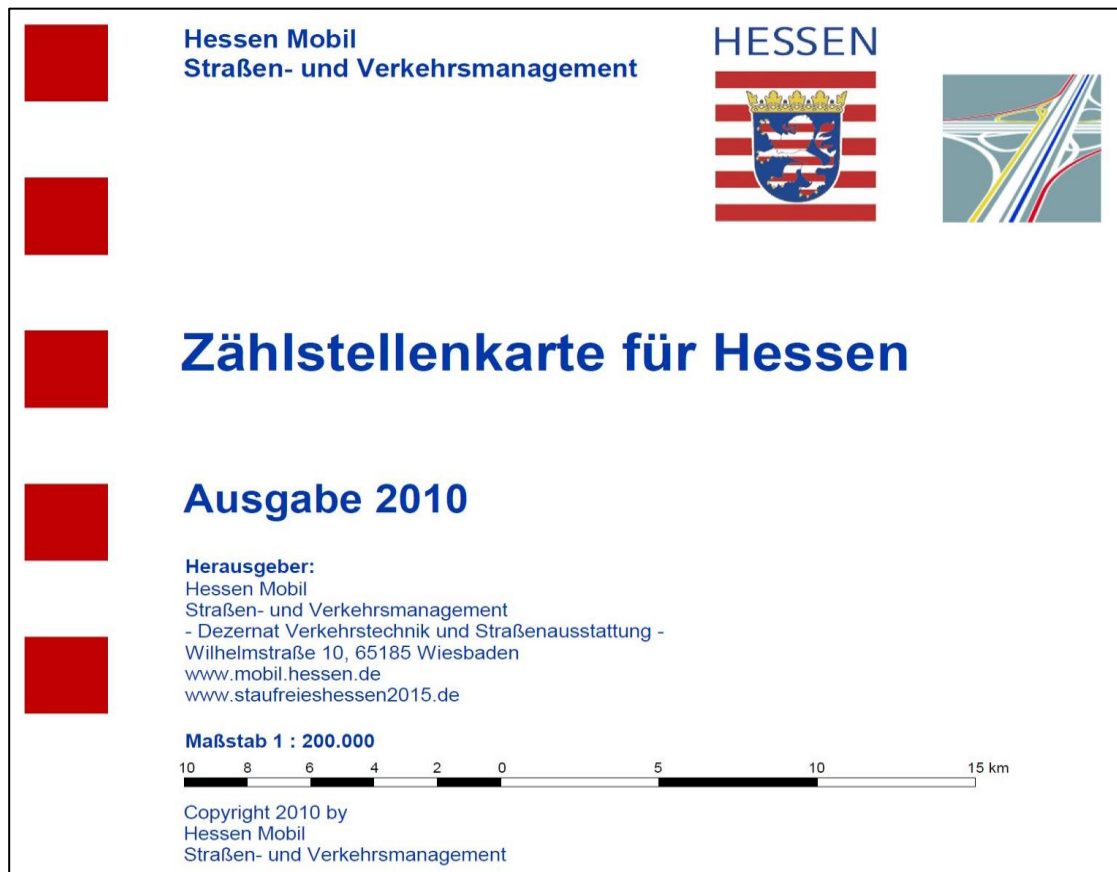 Hessen Mobil
Straßen- und Verkehrsmanagement
HESSEN
Zählstellenkarte für Hessen
Ausgabe 2010
Herausgeber:
Hessen Mobil
Straßen- und Verkehrsmanagement
- Dezernat Verkehrstechnik und Straßenausstattung -
Wilhelmstraße 10, 65185 Wiesbaden
www.mobil.hessen.de
www.staufreieshessen2015.de
Maßstab 1 : 200.000
10 8 6 4 2 0 5 10 15 km
Copyright 2010 by
Hessen Mobil
Straßen- und Verkehrsmanagement